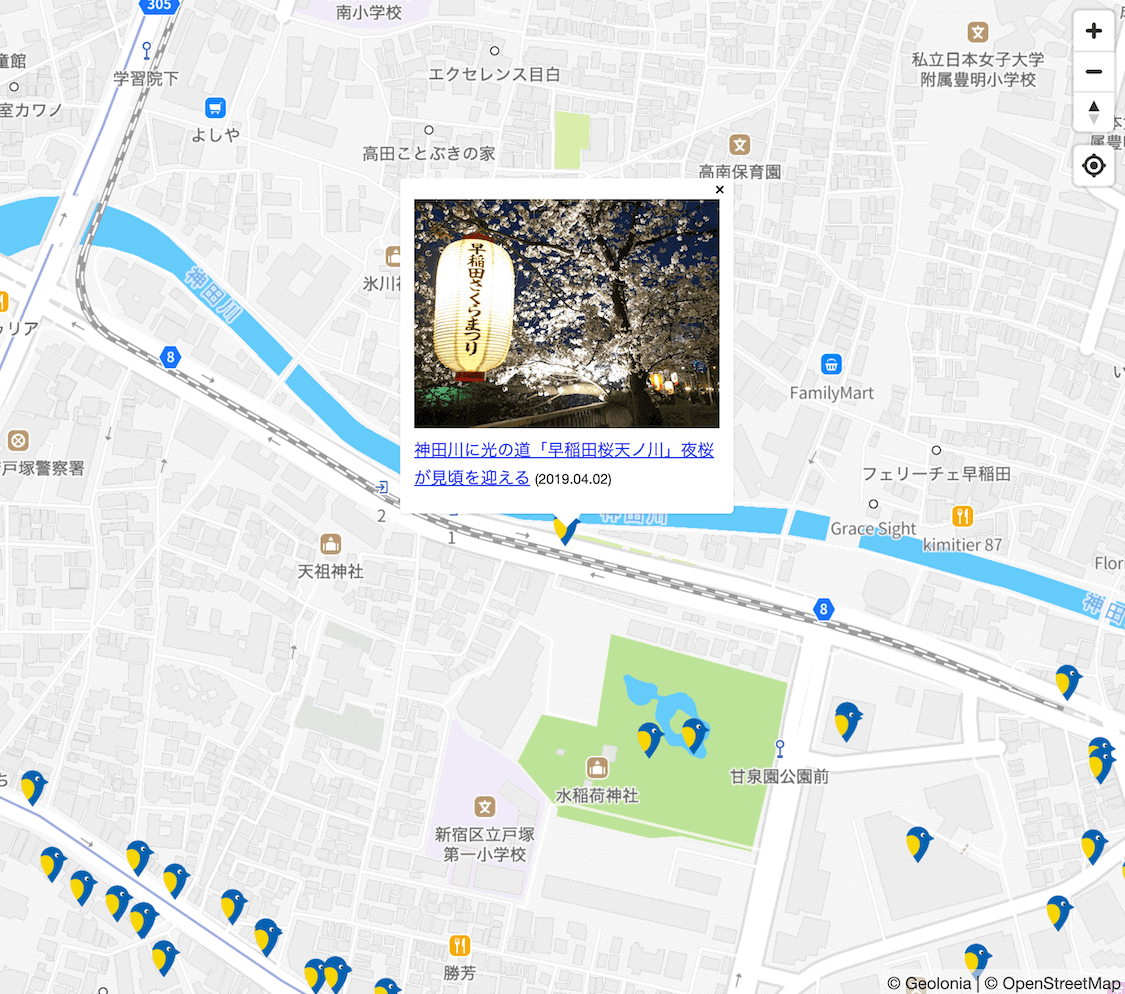 305
南小学校
エクセレンス目白
私立日本女子大学
附属豊明小学校
学習院下
よしや
高田ことぶきの家
高南保育園
童館
室カワノ
神田川
8
×
早稲田さくらまつり
神田川に光の道「早稲田桜天ノ川」夜桜
が見頃を迎える (2019.04.02)
FamilyMart
フェリーチェ早稲田
Grace Sight
kimitier 87
戸塚警察署
2
1
天祖神社
神田川
8
水稲荷神社
甘泉園公園前
新宿区立戸塚
第一小学校
勝芳
© Geolonia | © OpenStreetMap